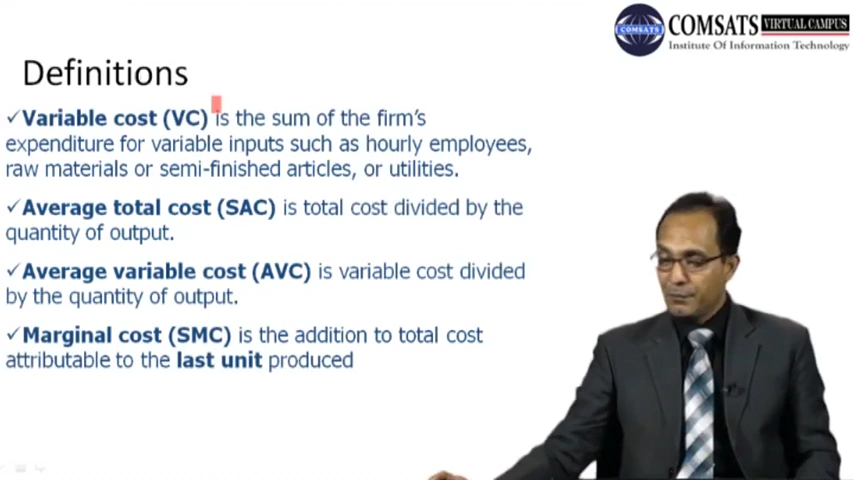 COMSATS VIRTUAL CAMPUS
COMSATS
Institute Of Information Technology
Definitions
✓Variable cost (VC) is the sum of the firm's
expenditure for variable inputs such as hourly employees,
raw materials or semi-finished articles, or utilities.
✓Average total cost (SAC) is total cost divided by the
quantity of output.
✓Average variable cost (AVC) is variable cost divided
by the quantity of output.
✓Marginal cost (SMC) is the addition to total cost
attributable to the last unit produced